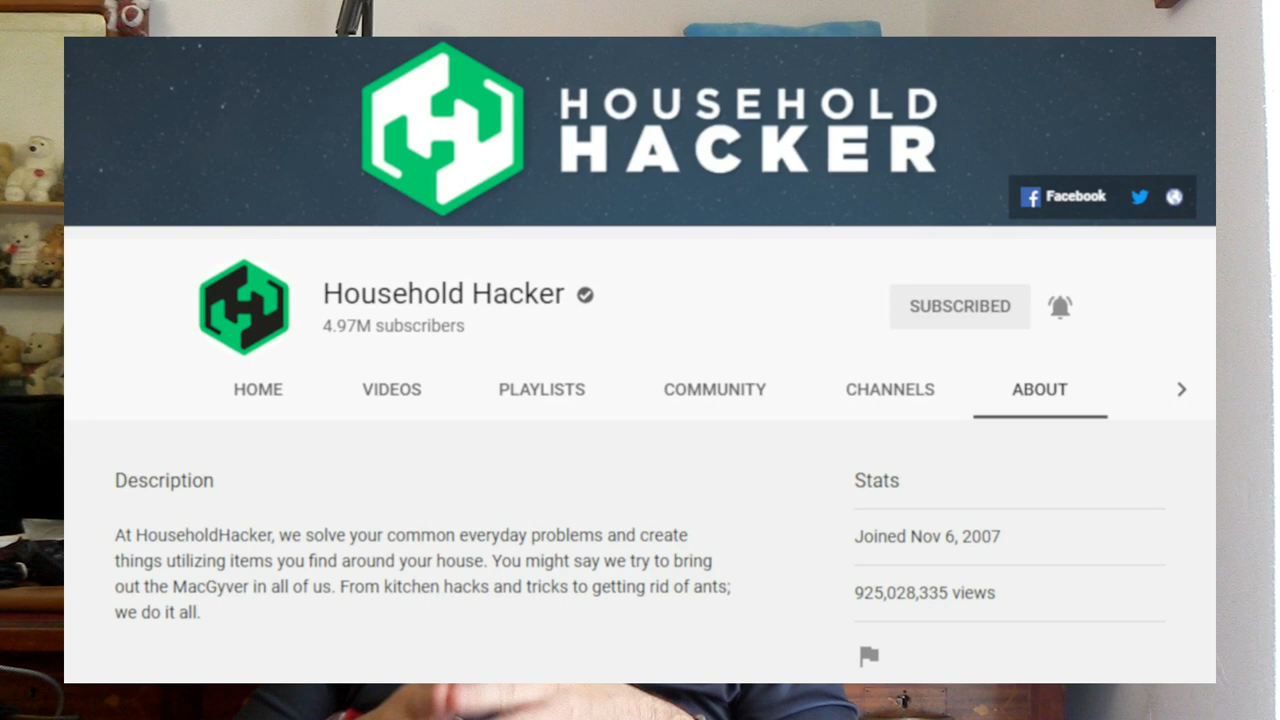 HOUSEHOLD
HACKER
Facebook
Household Hacker
4.97M subscribers
SUBSCRIBED
HOME VIDEOS PLAYLISTS COMMUNITY CHANNELS ABOUT
Description
At HouseholdHacker, we solve your common everyday problems and create
things utilizing items you find around your house. You might say we try to bring
out the MacGyver in all of us. From kitchen hacks and tricks to getting rid of ants;
we do it all.
Stats
Joined Nov 6, 2007
925,028,335 views